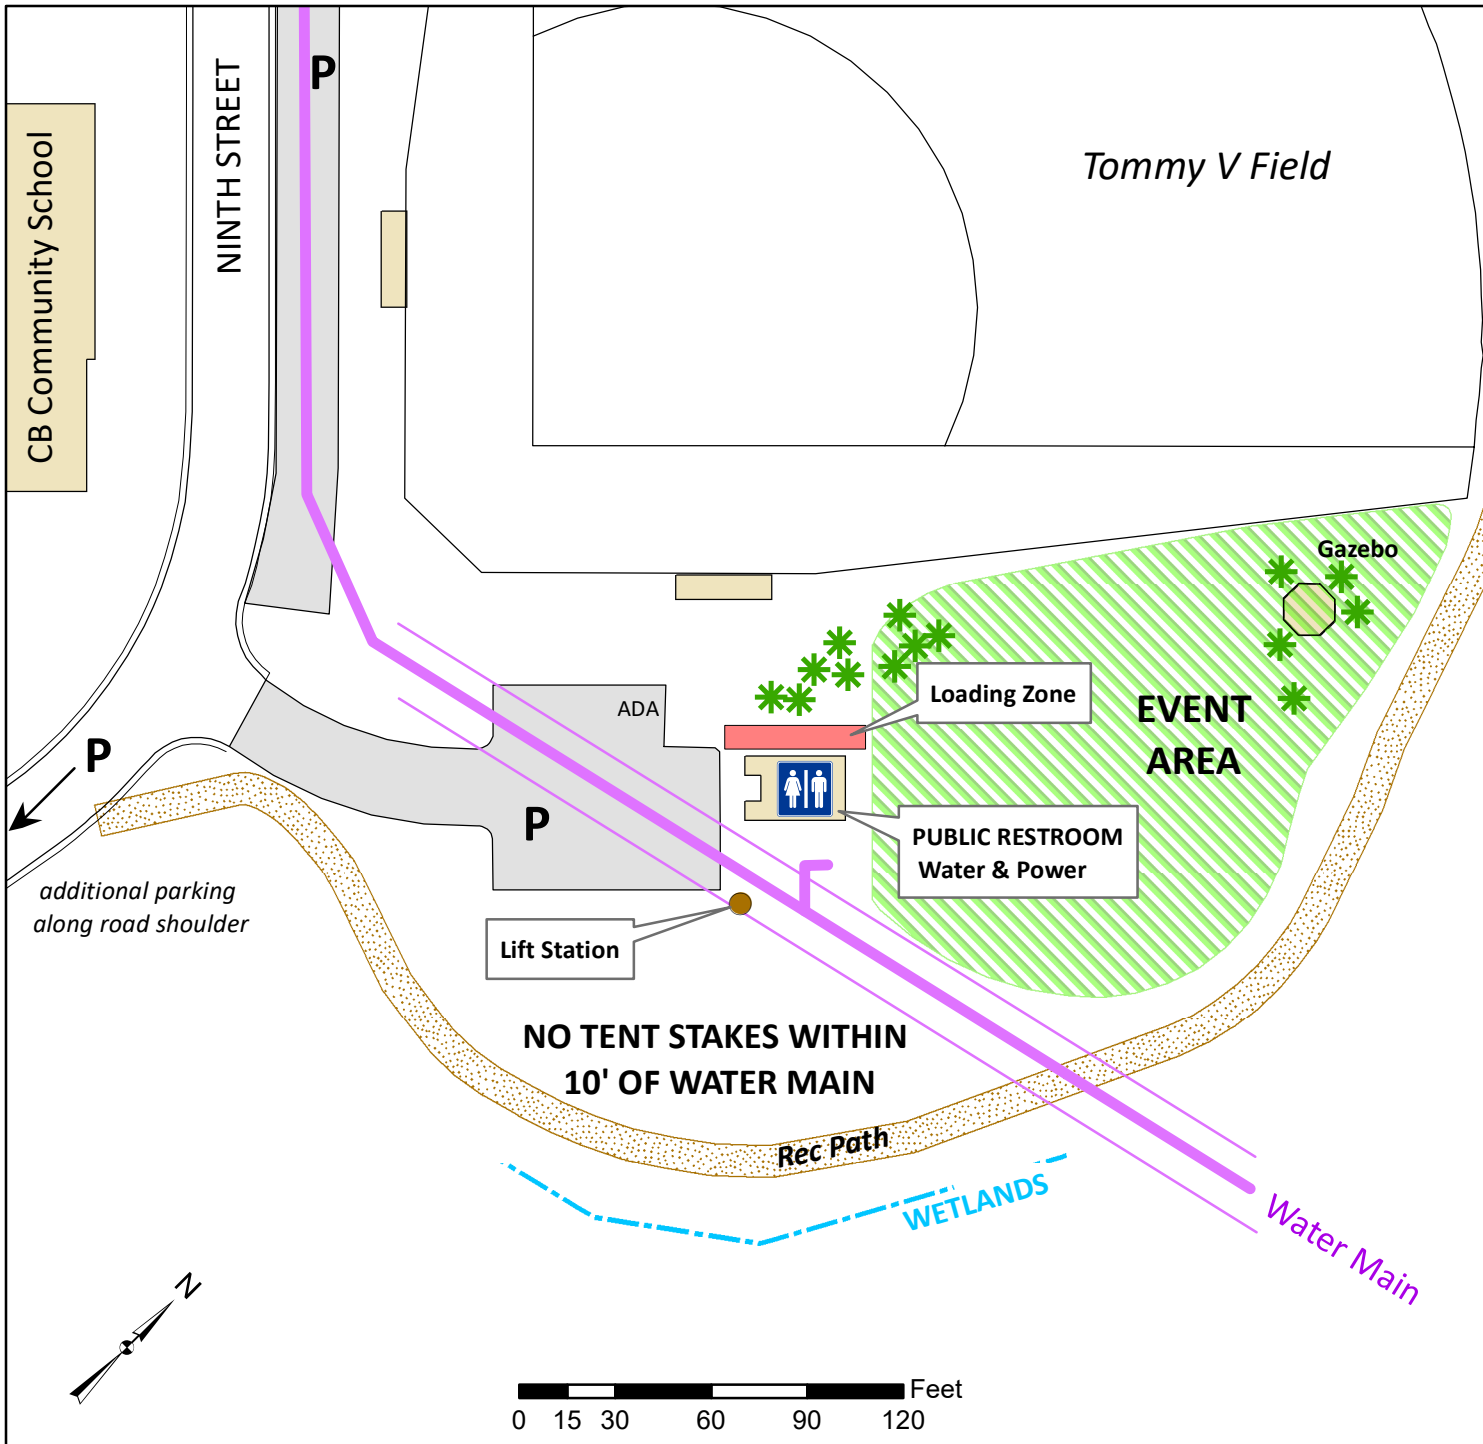 P
NINTH STREET
CB Community School
Tommy V Field
Gazebo
Loading Zone
ADA
EVENT
AREA
P
P
PUBLIC RESTROOM
Water & Power
additional parking
along road shoulder
Lift Station
NO TENT STAKES WITHIN
10' OF WATER MAIN
Rec Path
WETLANDS
Water Main
N
Feet
0 15 30 60 90 120